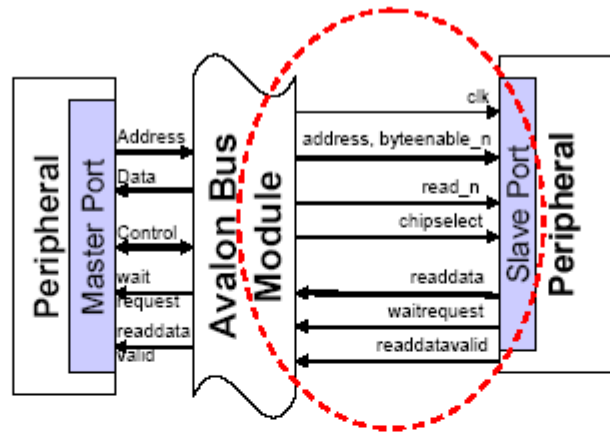 Peripheral
Master Port
Address
Data
Control
wait
request
readdata
valid
Avalon Bus
Module
clk
address, byteenable_n
read_n
chipselect
readdata
waitrequest
readdatavalid
Slave Port
Peripheral